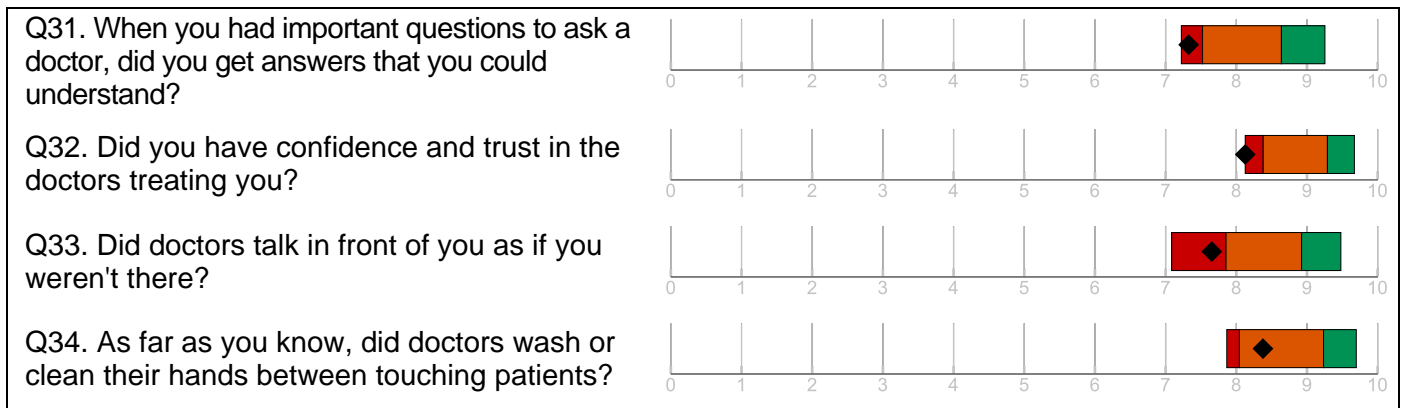 Q31. When you had important questions to ask a
doctor, did you get answers that you could
understand?
0 1 2 3 4 5 6 7 8 9 10
Q32. Did you have confidence and trust in the
doctors treating you?
0 1 2 3 4 5 6 7 8 9 10
Q33. Did doctors talk in front of you as if you
weren't there?
0 1 2 3 4 5 6 7 8 9 10
Q34. As far as you know, did doctors wash or
clean their hands between touching patients?
0 1 2 3 4 5 6 7 8 9 10